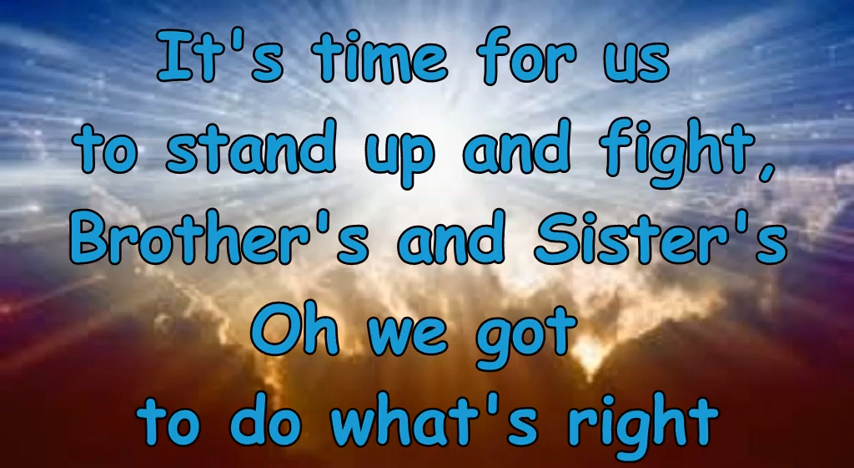 It's time for us
to stand up and fight,
Brother's and Sister's
Oh we got
to do what's right